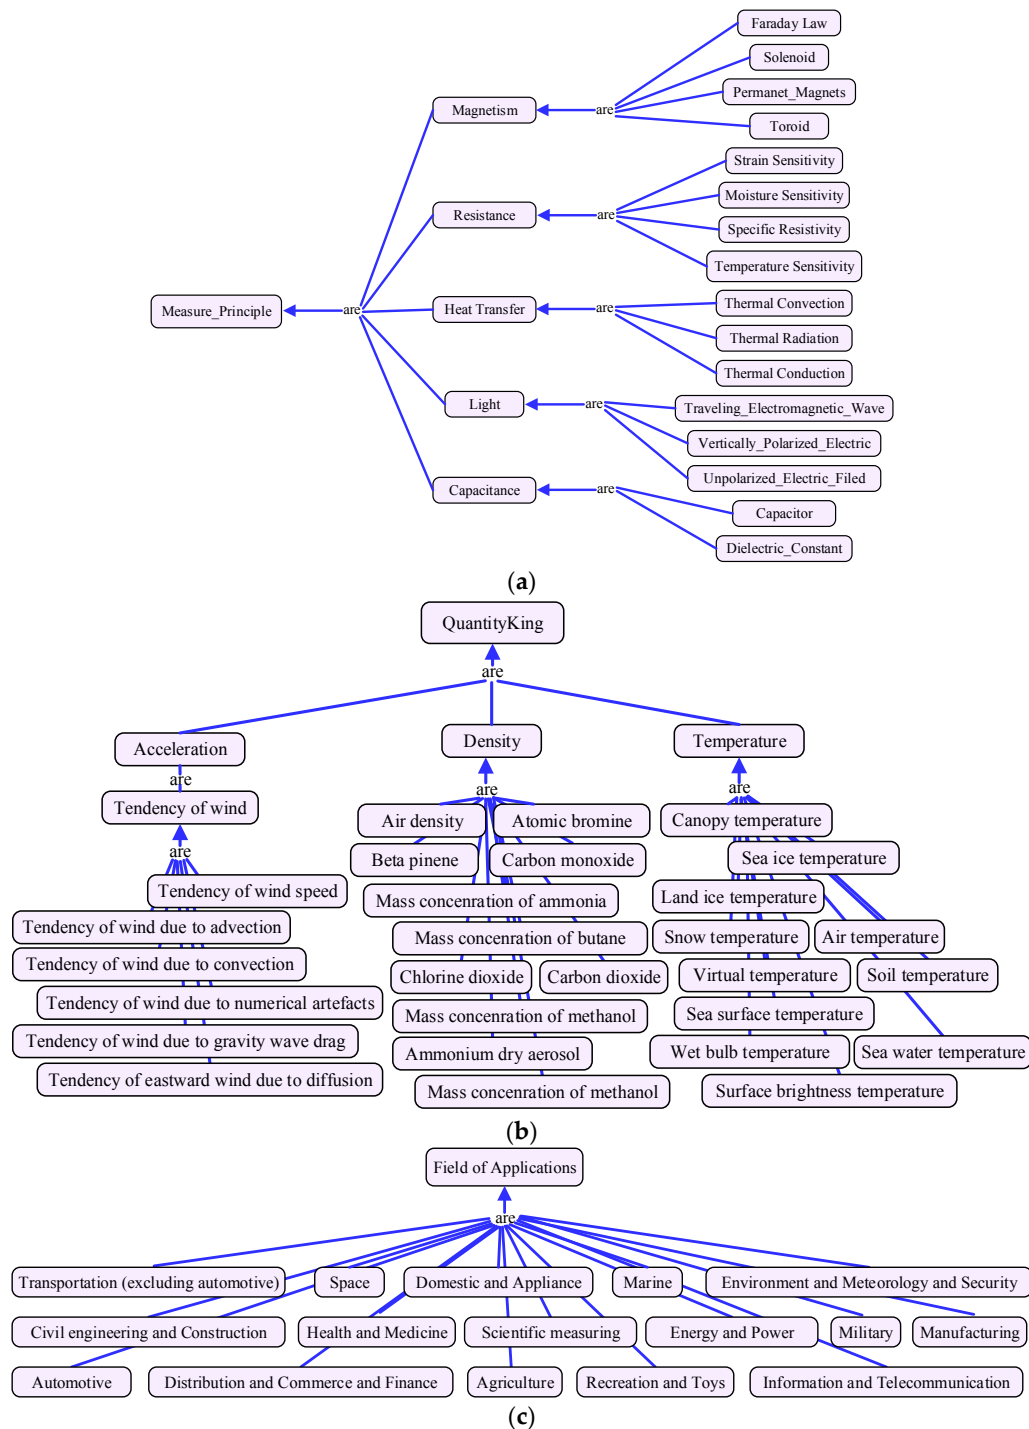 Faraday Law
Solenoid
Permanet_Magnets
Magnetism
are
Toroid
Strain Sensitivity
Moisture Sensitivity
Resistance
are
Specific Resistivity
Temperature Sensitivity
Thermal Convection
Measure_Principle
are
Heat Transfer
are
Thermal Radiation
Thermal Conduction
Light
are
Traveling_Electromagnetic_Wave
Vertically_Polarized_Electric
Unpolarized_Electric_Filed
Capacitance
are
Capacitor
Dielectric_Constant
(a)
QuantityKing
are
Acceleration
Density
Temperature
are
are
are
Tendency of wind
Air density
Atomic bromine
Canopy temperature
are
Beta pinene
Carbon monoxide
Sea ice temperature
Tendency of wind speed
Mass concenration of ammonia
Land ice temperature
Tendency of wind due to advection
Mass concenration of butane
Snow temperature
Air temperature
Tendency of wind due to convection
Chlorine dioxide
Carbon dioxide
Virtual temperature
Soil temperature
Tendency of wind due to numerical artefacts
Mass concenration of methanol
Sea surface temperature
Tendency of wind due to gravity wave drag
Ammonium dry aerosol
Wet bulb temperature
Sea water temperature
Tendency of eastward wind due to diffusion
Mass concenration of methanol
Surface brightness temperature
(b)
Field of Applications
are
Transportation (excluding automotive)
Space
Domestic and Appliance
Marine
Environment and Meteorology and Security
Civil engineering and Construction
Health and Medicine
Scientific measuring
Energy and Power
Military
Manufacturing
Automotive
Distribution and Commerce and Finance
Agriculture
Recreation and Toys
Information and Telecommunication
(c)